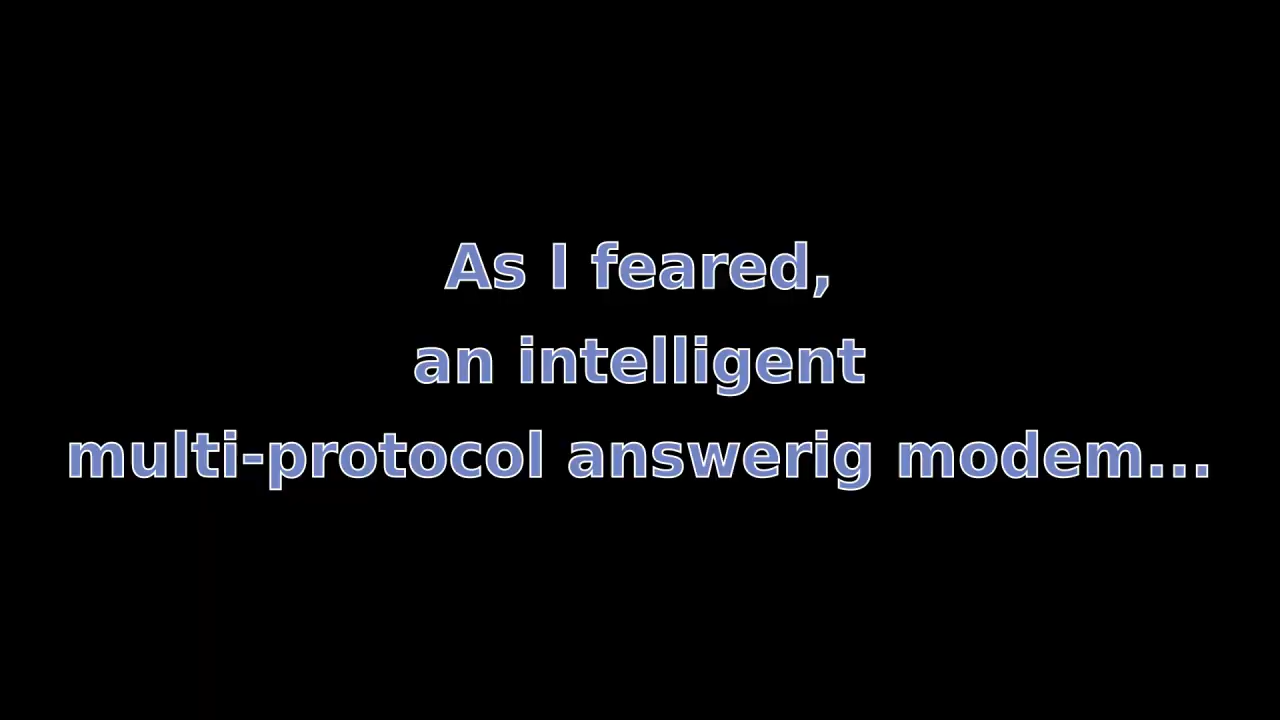 As I feared,
an intelligent
multi-protocol answerig modem...